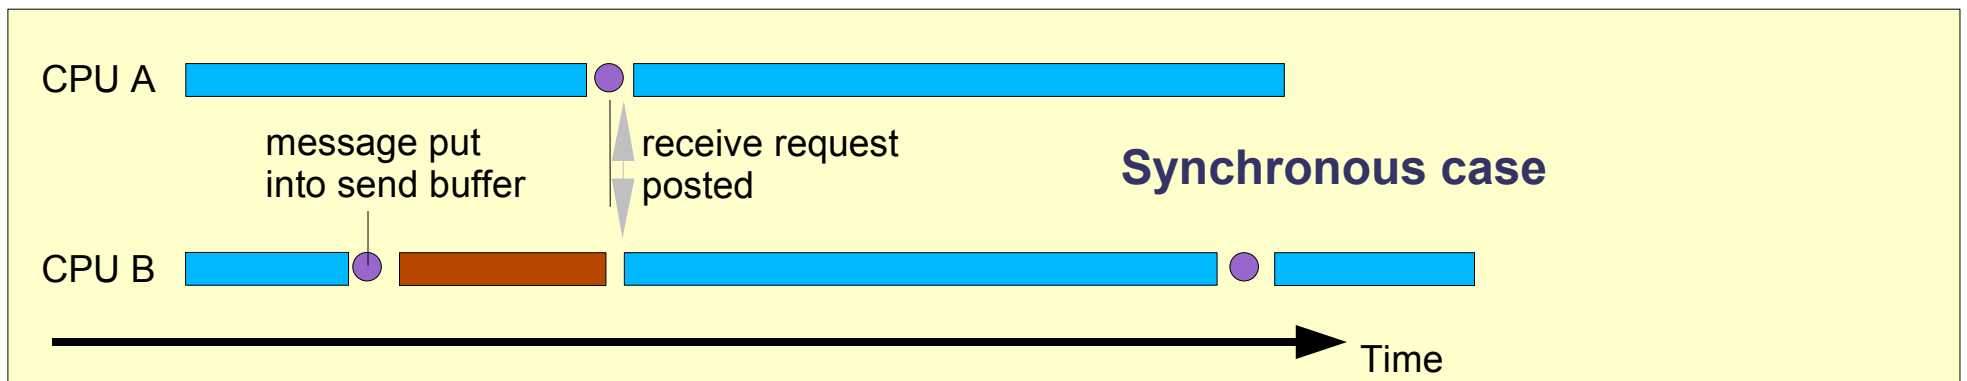 CPU A
message put
into send buffer
receive request
posted
Synchronous case
CPU B
Time